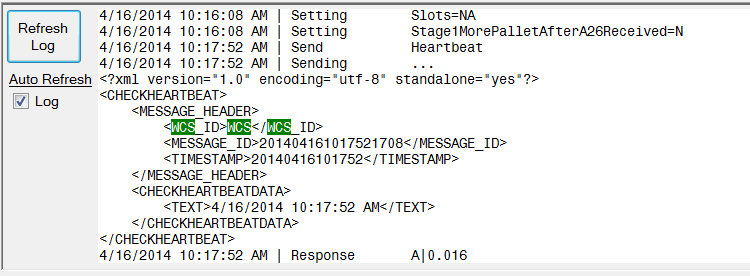 Refresh
Log
Auto Refresh
Log
4/16/2014 10:16:08 AM | Setting        Slots=NA
4/16/2014 10:16:08 AM | Setting        Stage1MorePalletAfterA26Received=N
4/16/2014 10:17:52 AM | Send           Heartbeat
4/16/2014 10:17:52 AM | Sending        ...
<?xml version="1.0" encoding="utf-8" standalone="yes"?>
<CHECKHEARTBEAT>
    <MESSAGE_HEADER>
        <WCS_ID>WCS</WCS_ID>
        <MESSAGE_ID>201404161017521708</MESSAGE_ID>
        <TIMESTAMP>20140416101752</TIMESTAMP>
    </MESSAGE_HEADER>
    <CHECKHEARTBEATDATA>
        <TEXT>4/16/2014 10:17:52 AM</TEXT>
    </CHECKHEARTBEATDATA>
</CHECKHEARTBEAT>
4/16/2014 10:17:52 AM | Response       A|0.016